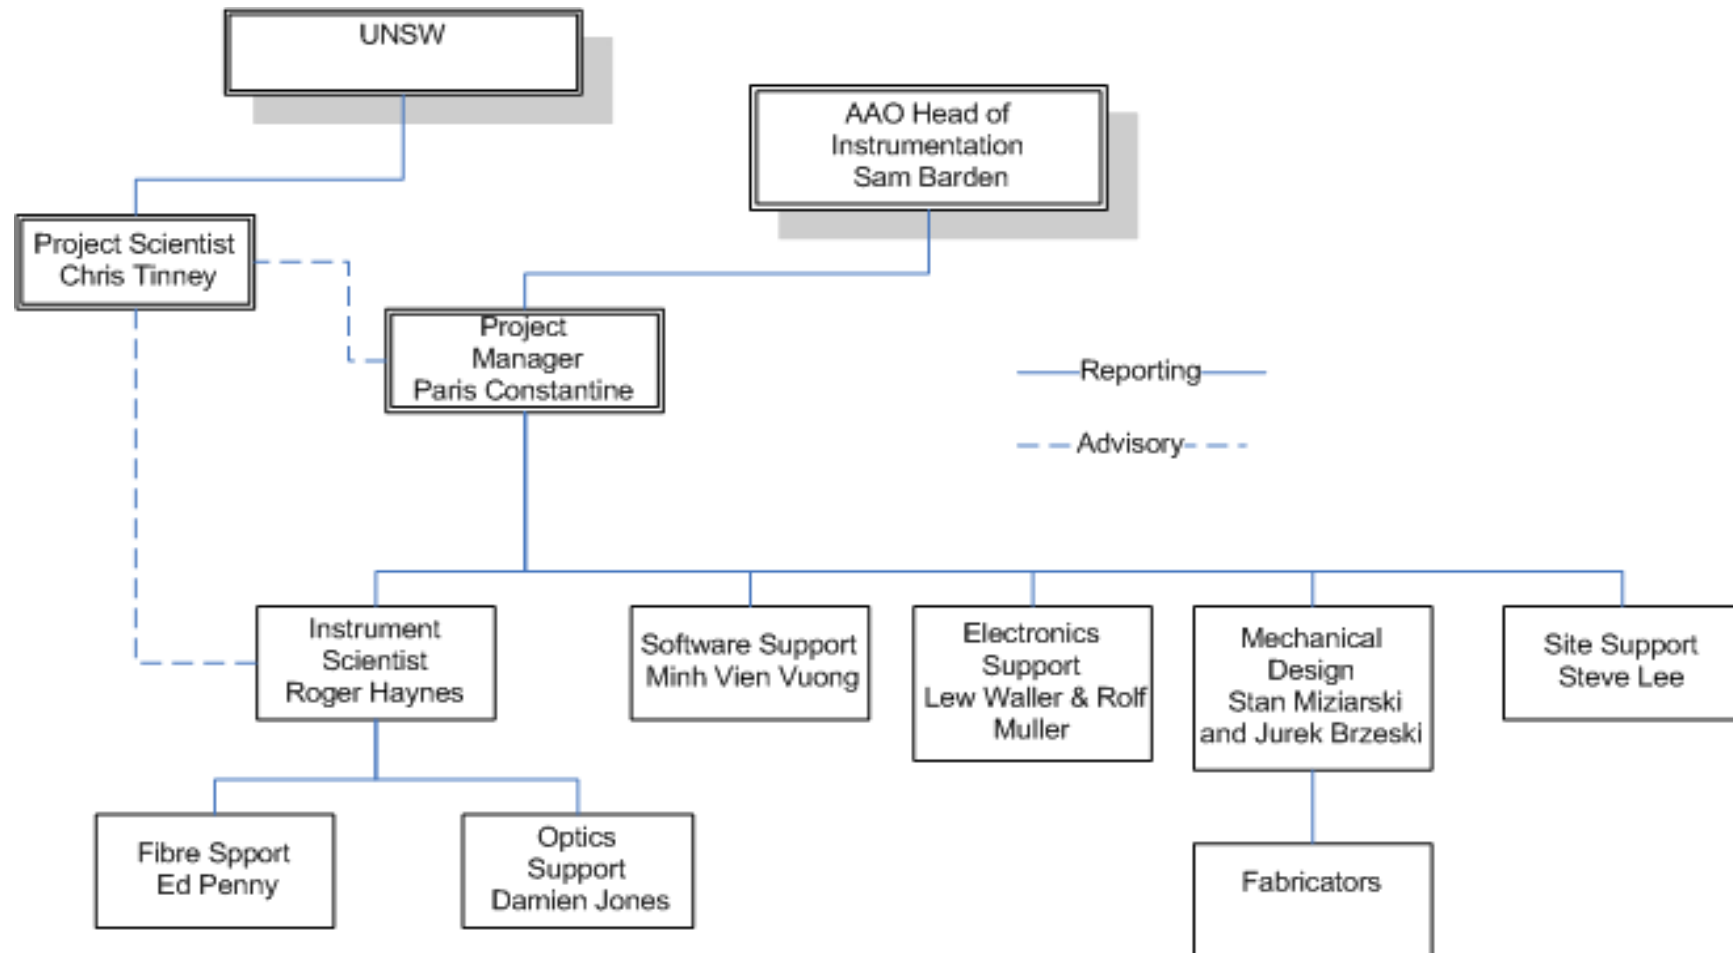 UNSW
AAO Head of
Instrumentation
Sam Barden
Project Scientist
Chris Tinney
Project
Manager
Paris Constantine
Reporting
Advisory
Instrument
Scientist
Roger Haynes
Software Support
Minh Vien Vuong
Electronics
Support
Lew Waller & Rolf
Muller
Mechanical
Design
Stan Miziarski
and Jurek Brzeski
Site Support
Steve Lee
Fibre Spport
Ed Penny
Optics
Support
Damien Jones
Fabricators